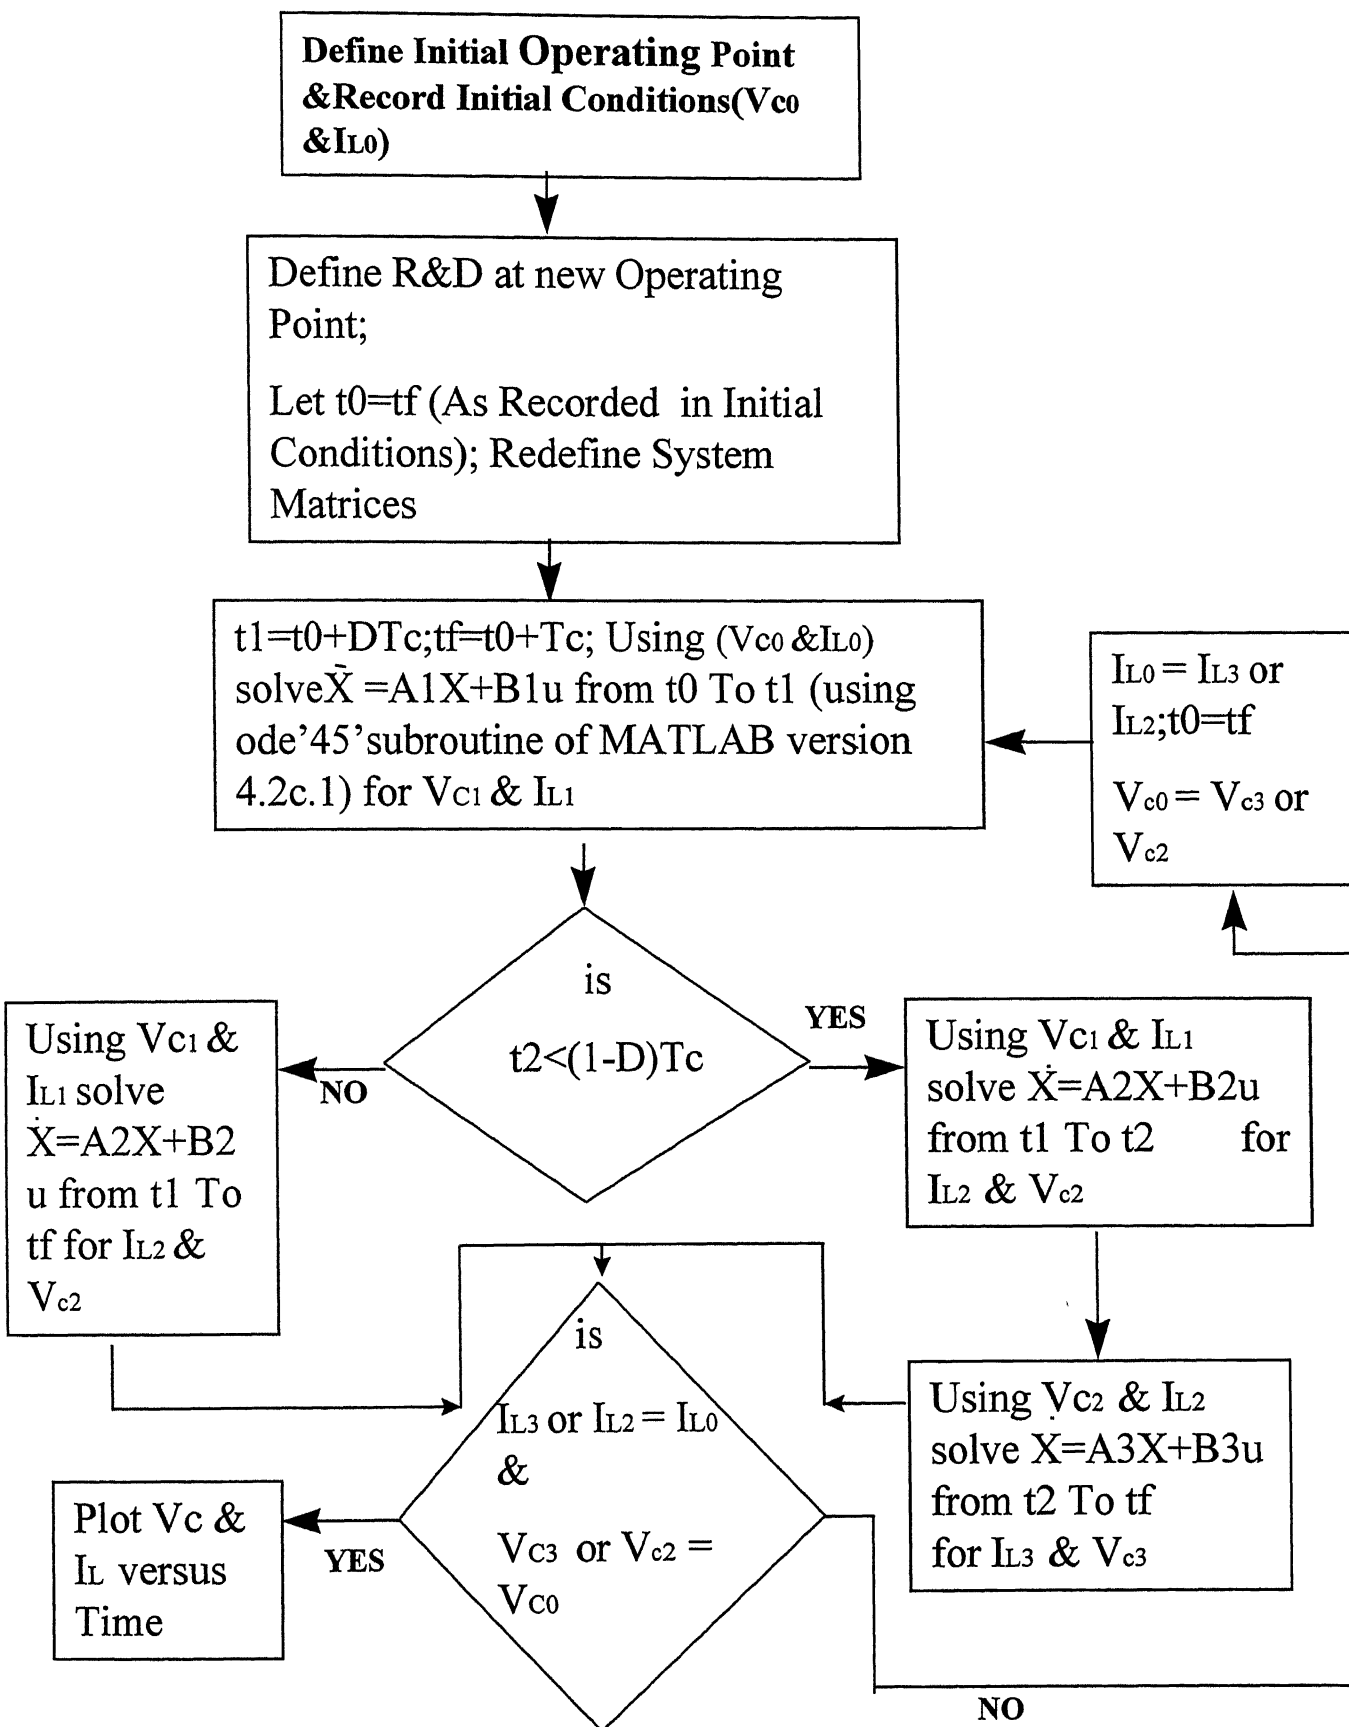 Define Initial Operating Point
&Record Initial Conditions(Vc0
&IL0)
Define R&D at new Operating
Point;
Let t0=tf (As Recorded in Initial
Conditions); Redefine System
Matrices
t1=t0+DTc;tf=t0+Tc; Using (Vc0 &IL0)
solveX̄ =A1X+B1u from t0 To t1 (using
ode’45’subroutine of MATLAB version
4.2c.1) for VC1 & IL1
IL0 = IL3 or
IL2;t0=tf
Vc0 = Vc3 or
Vc2
is
t2<(1-D)Tc
NO
YES
Using Vc1 &
IL1 solve
Ẋ=A2X+B2
u from t1 To
tf for IL2 &
Vc2
Using Vc1 & IL1
solve Ẋ=A2X+B2u
from t1 To t2 for
IL2 & Vc2
Using Vc2 & IL2
solve Ẋ=A3X+B3u
from t2 To tf
for IL3 & Vc3
is
IL3 or IL2 = IL0
&
VC3 or Vc2 =
VC0
YES
NO
Plot Vc &
IL versus
Time